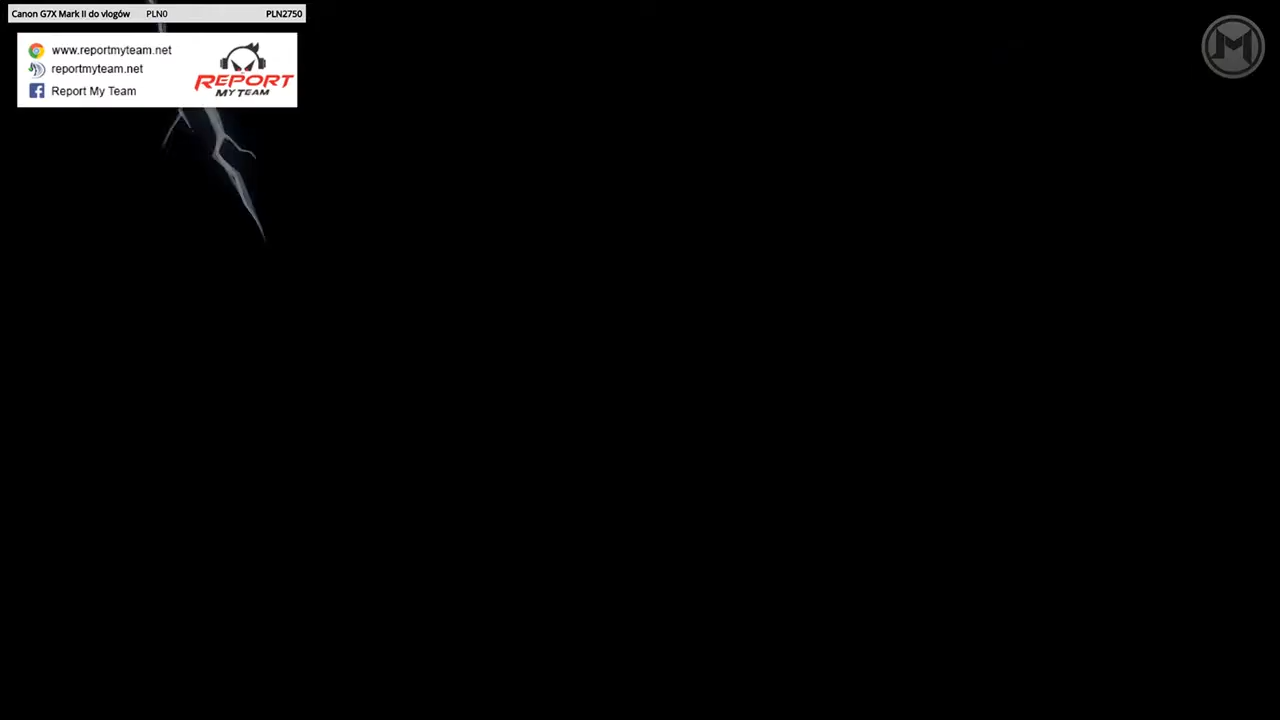 Canon G7X Mark II do vlogów PLN0 PLN2750
www.reportmyteam.net
reportmyteam.net
Report My Team
REPORT
MY TEAM
M